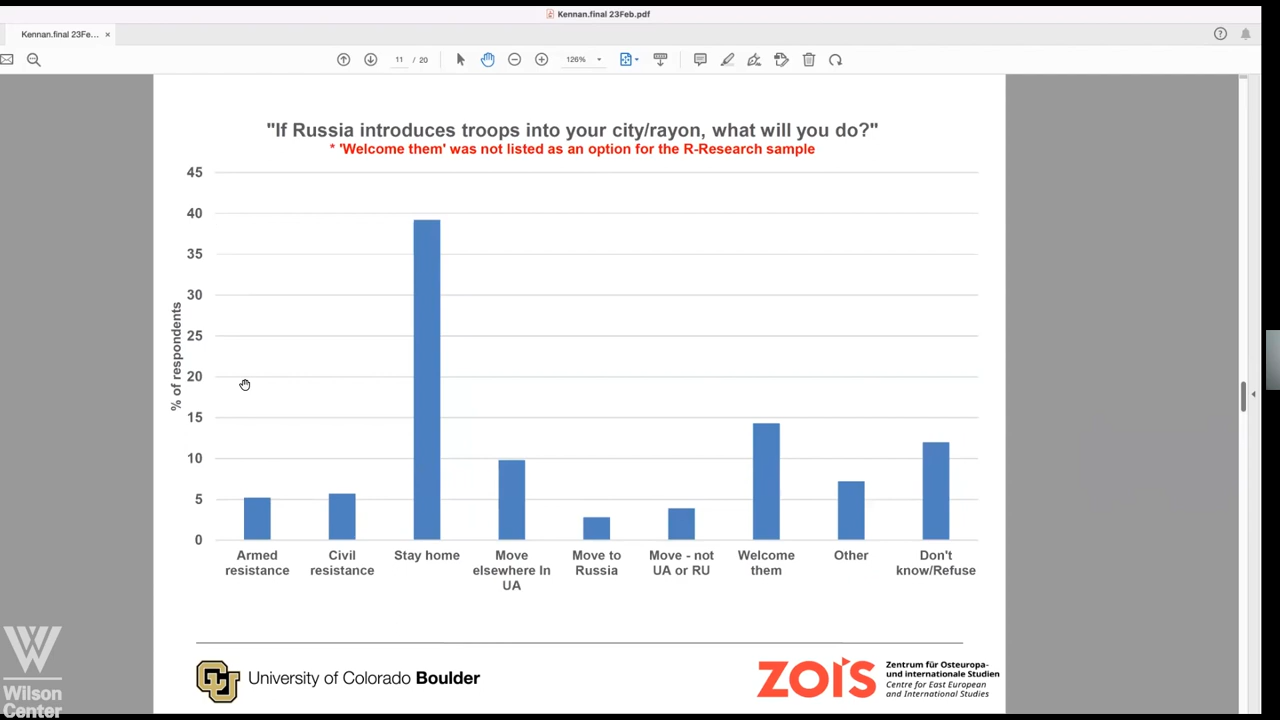 Kennan.final 23Feb.pdf
Kennan.final 23Fe... ×
11 / 20
126%
"If Russia introduces troops into your city/rayon, what will you do?"
* 'Welcome them' was not listed as an option for the R-Research sample
% of respondents
45
40
35
30
25
20
15
10
5
0
Armed resistance
Civil resistance
Stay home
Move elsewhere In UA
Move to Russia
Move - not UA or RU
Welcome them
Other
Don't know/Refuse
University of Colorado Boulder
ZOiS
Zentrum für Osteuropa-
und internationale Studien
Centre for East European
and International Studies
Wilson
Center